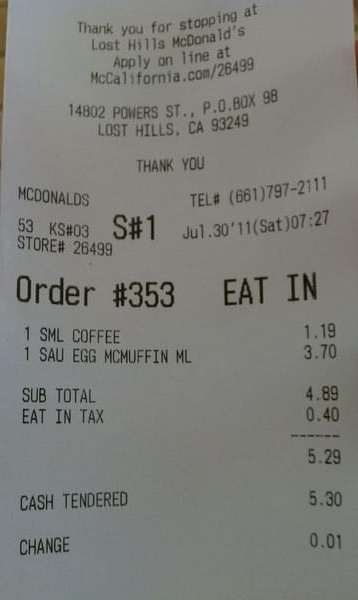 Thank you for stopping at
Lost Hills McDonald's
Apply on line at
McCalifornia.com/26499
14802 POWERS ST., P.O.BOX 98
LOST HILLS, CA 93249
THANK YOU
MCDONALDS TEL# (661)797-2111
53 KS#03 S#1 Jul.30'11(Sat)07:27
STORE# 26499
Order #353 EAT IN
1 SML COFFEE 1.19
1 SAU EGG MCMUFFIN ML 3.70
SUB TOTAL 4.89
EAT IN TAX 0.40
------
5.29
CASH TENDERED 5.30
CHANGE 0.01